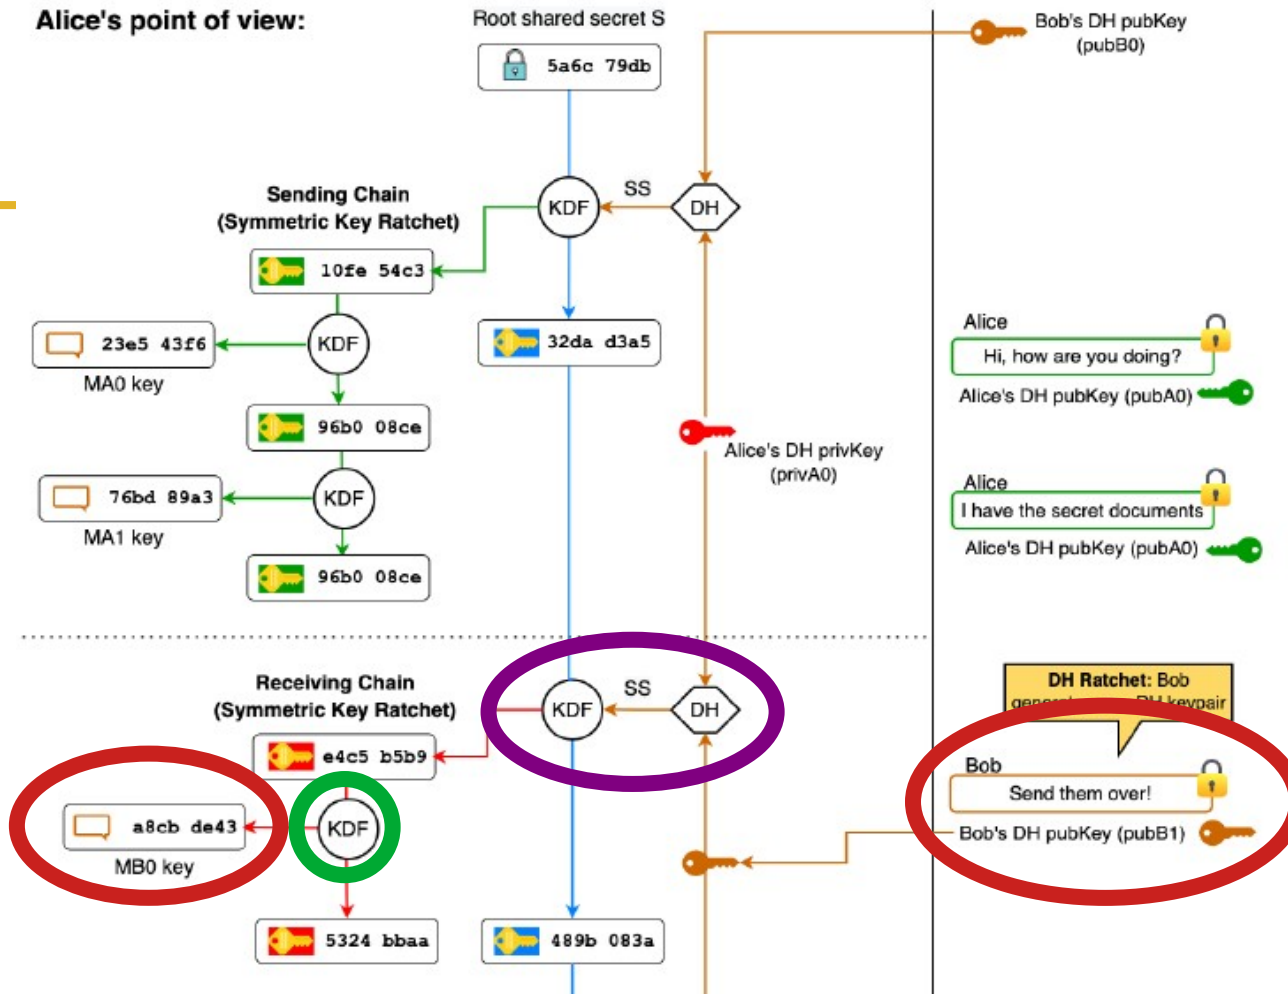 Alice's point of view:
Root shared secret S
5a6c 79db
Bob's DH pubKey
(pubB0)
Sending Chain
(Symmetric Key Ratchet)
KDF
SS
DH
10fe 54c3
KDF
23e5 43f6
MA0 key
32da d3a5
96b0 08ce
Alice's DH privKey
(privA0)
KDF
76bd 89a3
MA1 key
96b0 08ce
Alice
Hi, how are you doing?
Alice's DH pubKey (pubA0)
Alice
I have the secret documents
Alice's DH pubKey (pubA0)
Receiving Chain
(Symmetric Key Ratchet)
KDF
SS
DH
e4c5 b5b9
KDF
a8cb de43
MB0 key
5324 bbaa
489b 083a
DH Ratchet: Bob
DH keypair
Bob
Send them over!
Bob's DH pubKey (pubB1)